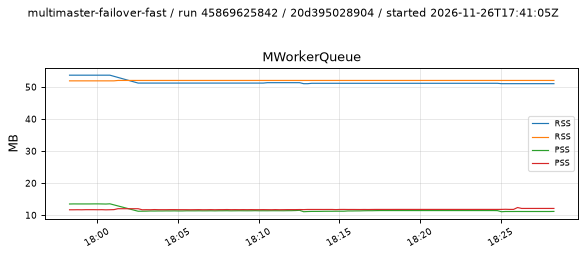 multimaster-failover-fast / run 45869625842 / 20d395028904 / started 2026-11-26T17:41:05Z
MWorkerQueue
MB
50
40
30
20
10
RSS
RSS
PSS
PSS
18:00
18:05
18:10
18:15
18:20
18:25